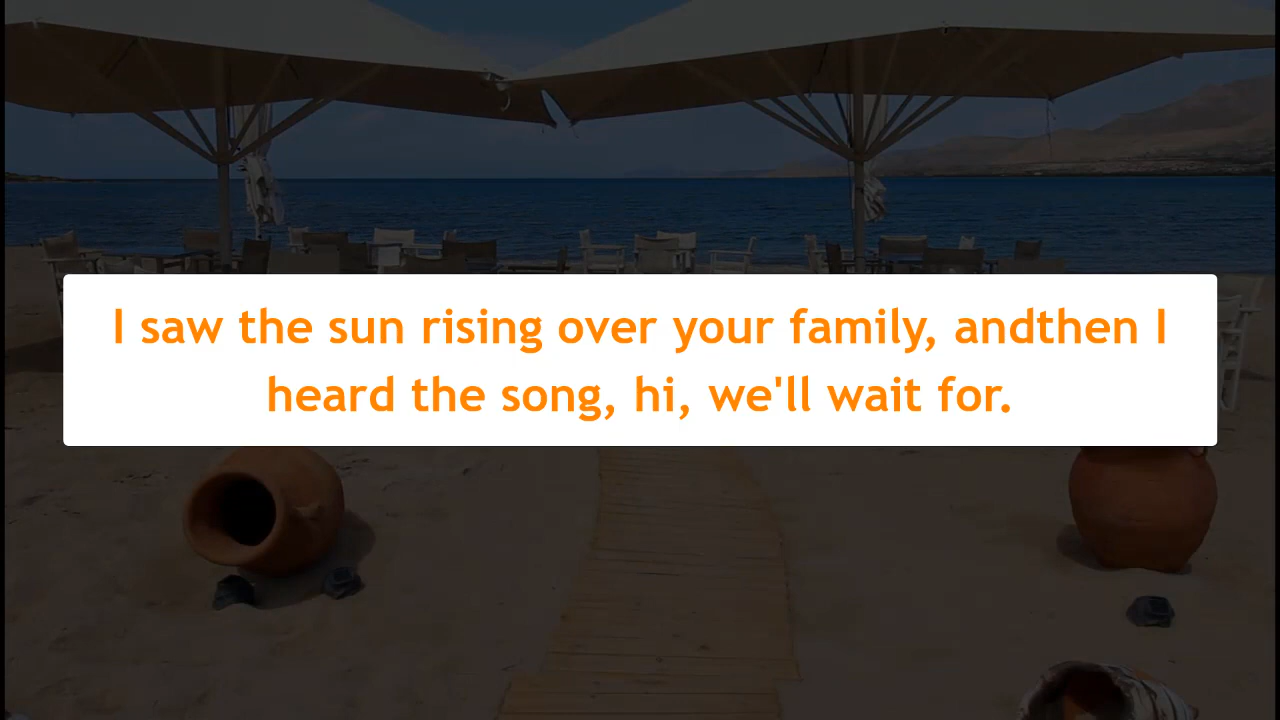 I saw the sun rising over your family, andthen I
heard the song, hi, we'll wait for.